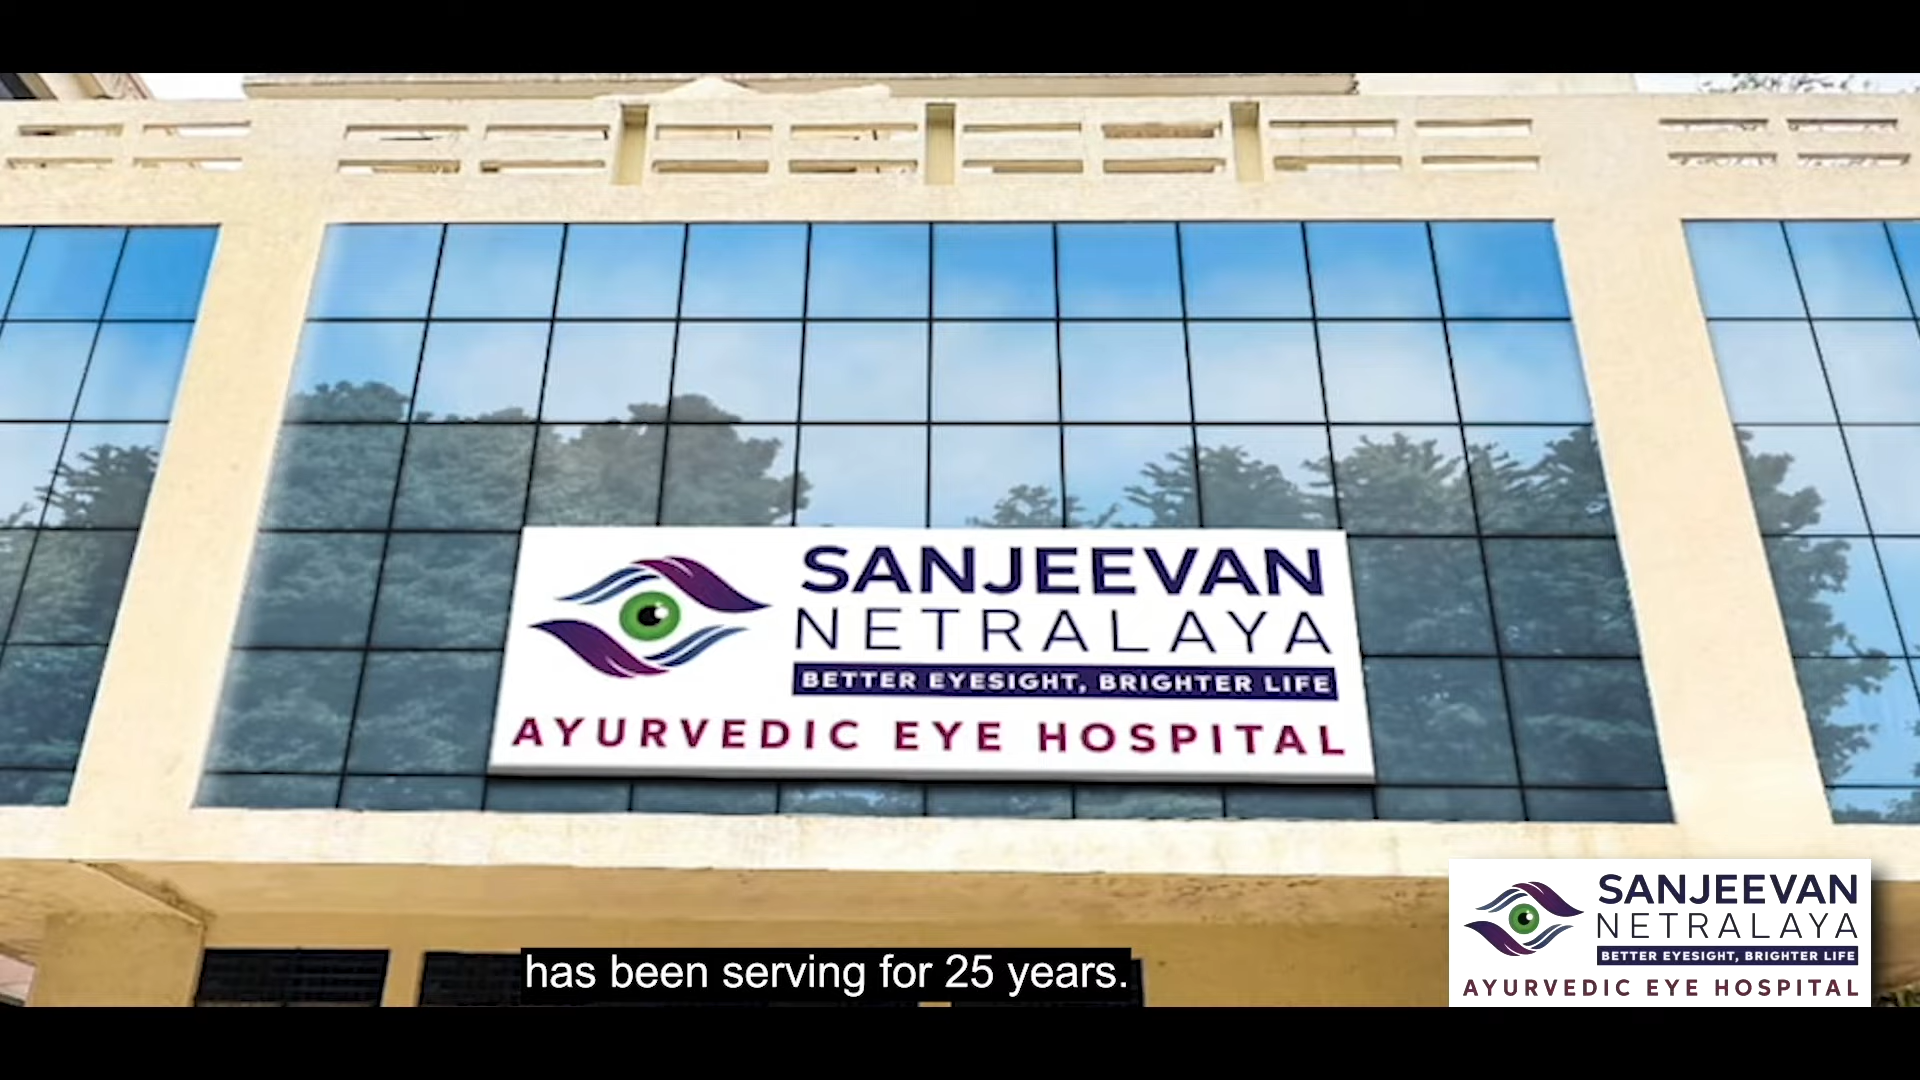 SANJEEVAN
NETRALAYA
BETTER EYESIGHT, BRIGHTER LIFE
AYURVEDIC EYE HOSPITAL
has been serving for 25 years.
SANJEEVAN
NETRALAYA
BETTER EYESIGHT, BRIGHTER LIFE
AYURVEDIC EYE HOSPITAL